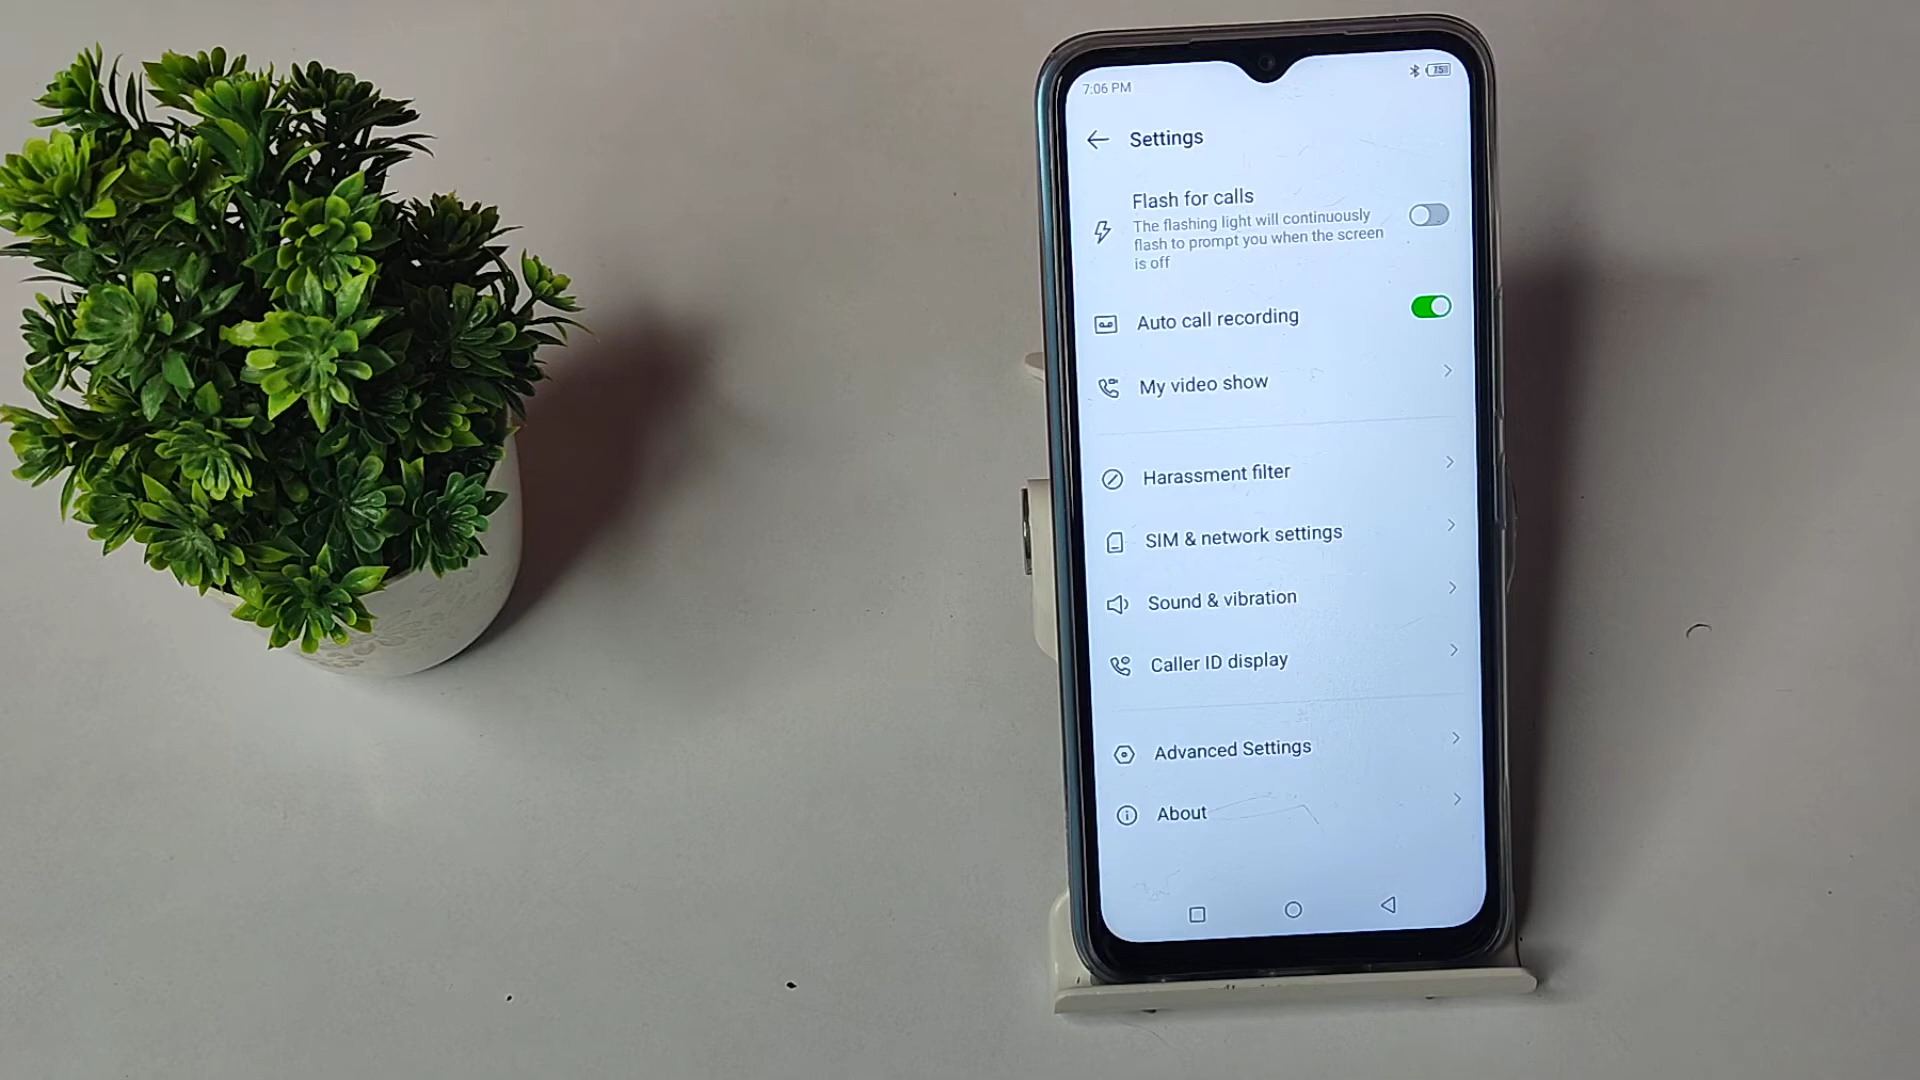 7:06 PM
75
Settings
Flash for calls
The flashing light will continuously
flash to prompt you when the screen
is off
Auto call recording
My video show
Harassment filter
SIM & network settings
Sound & vibration
Caller ID display
Advanced Settings
About